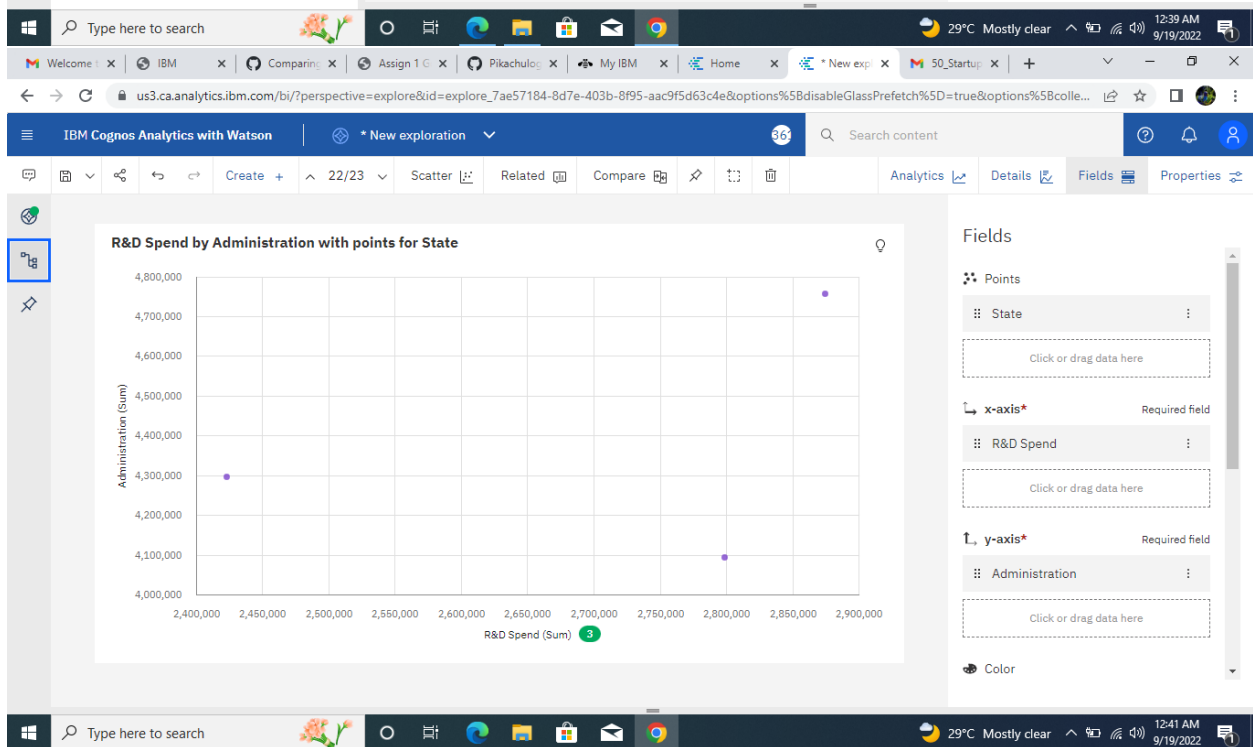 Type here to search
29°C Mostly clear
12:39 AM
9/19/2022
1
Welcome t
IBM
Comparing
Assign 1 G
Pikachulog
My IBM
Home
* New expl
50_Startup
us3.ca.analytics.ibm.com/bi/?perspective=explore&id=explore_7ae57184-8d7e-403b-8f95-aac9f5d63c4e&options%5BdisableGlassPrefetch%5D=true&options%5Bcolle...
IBM Cognos Analytics with Watson
* New exploration
Search content
Create +
22/23
Scatter
Related
Compare
Analytics
Details
Fields
Properties
R&D Spend by Administration with points for State
4,800,000
4,700,000
4,600,000
4,500,000
4,400,000
4,300,000
4,200,000
4,100,000
4,000,000
Administration (Sum)
2,400,000 2,450,000 2,500,000 2,550,000 2,600,000 2,650,000 2,700,000 2,750,000 2,800,000 2,850,000 2,900,000
R&D Spend (Sum) 3
Fields
Points
State
Click or drag data here
x-axis* Required field
R&D Spend
Click or drag data here
y-axis* Required field
Administration
Click or drag data here
Color
Type here to search
29°C Mostly clear
12:41 AM
9/19/2022
1